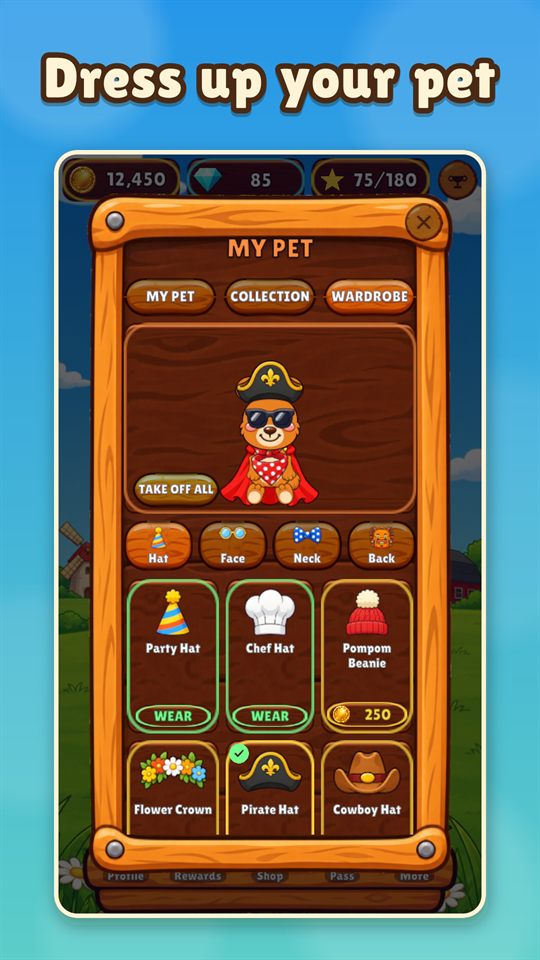 Dress up your pet
12,450
85
75/180
MY PET
MY PET
COLLECTION
WARDROBE
TAKE OFF ALL
Hat
Face
Neck
Back
Party Hat
Chef Hat
Pompom
Beanie
WEAR
WEAR
250
Flower Crown
Pirate Hat
Cowboy Hat
Profile
Rewards
Shop
Pass
More